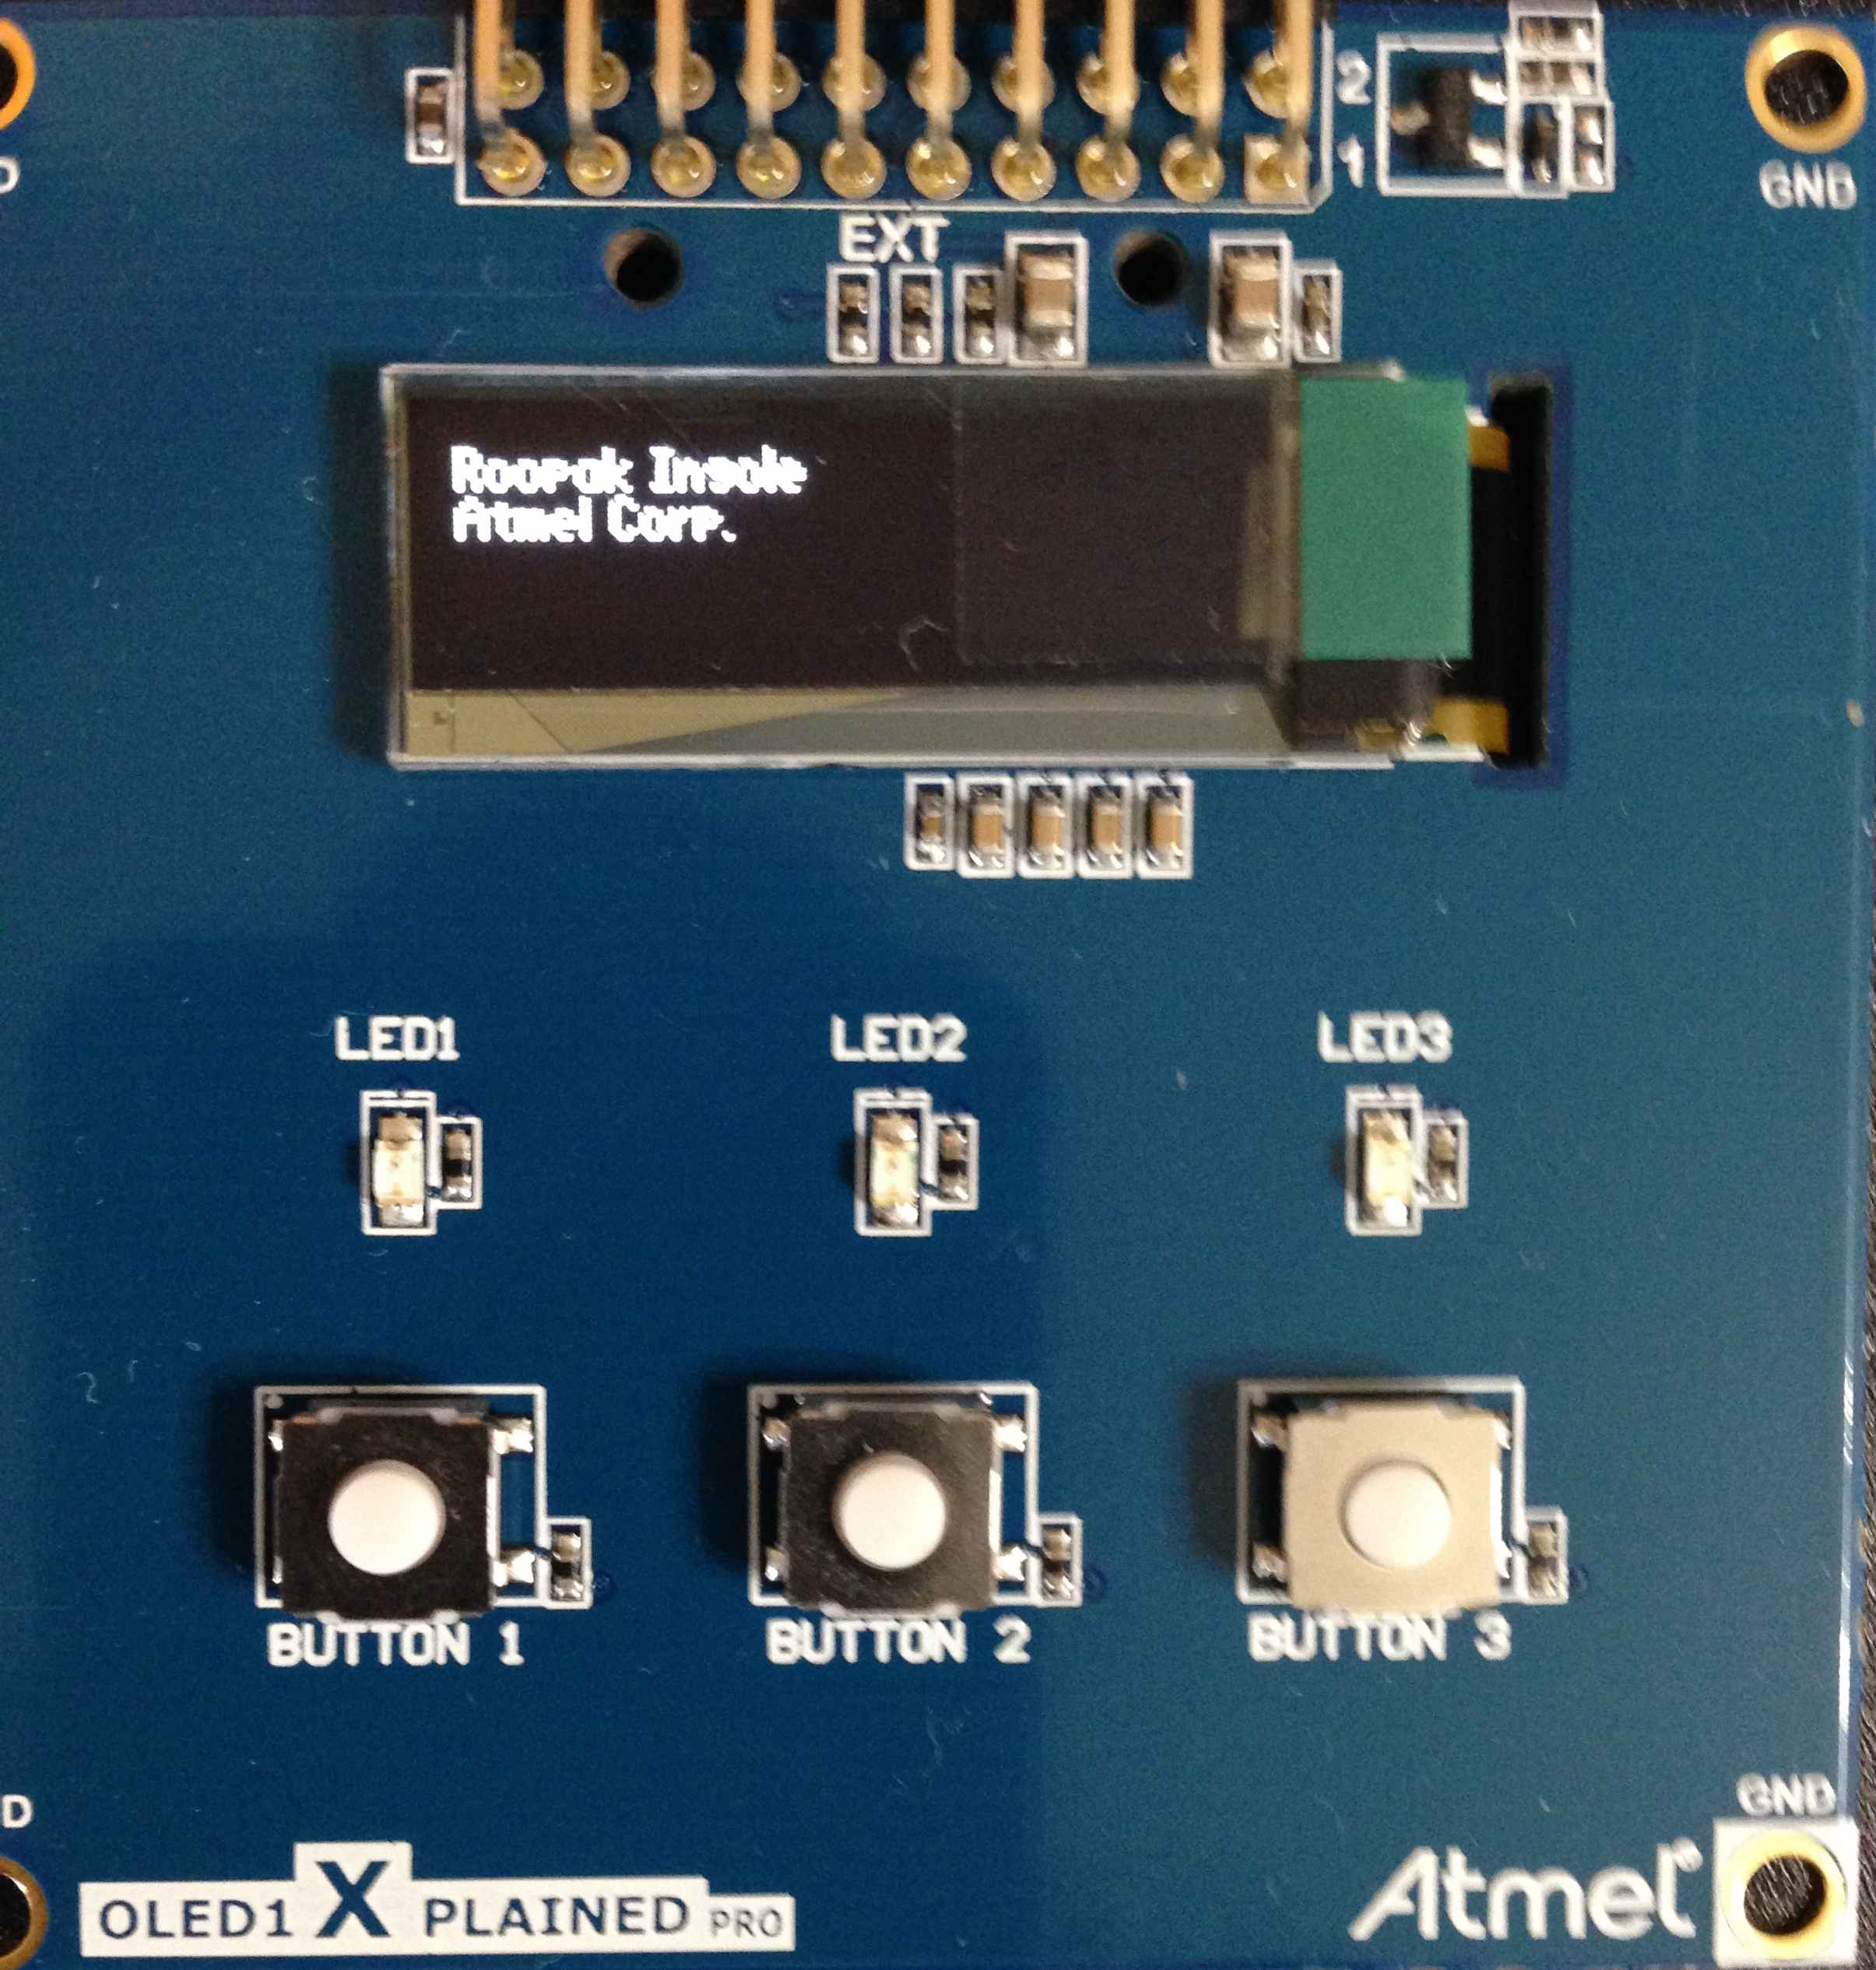 2
1
GND
EXT
Roopak Ingole
Atmel Corp.
LED1 LED2 LED3
BUTTON 1 BUTTON 2 BUTTON 3
D
GND
OLED1 XPLAINED PRO
Atmel®